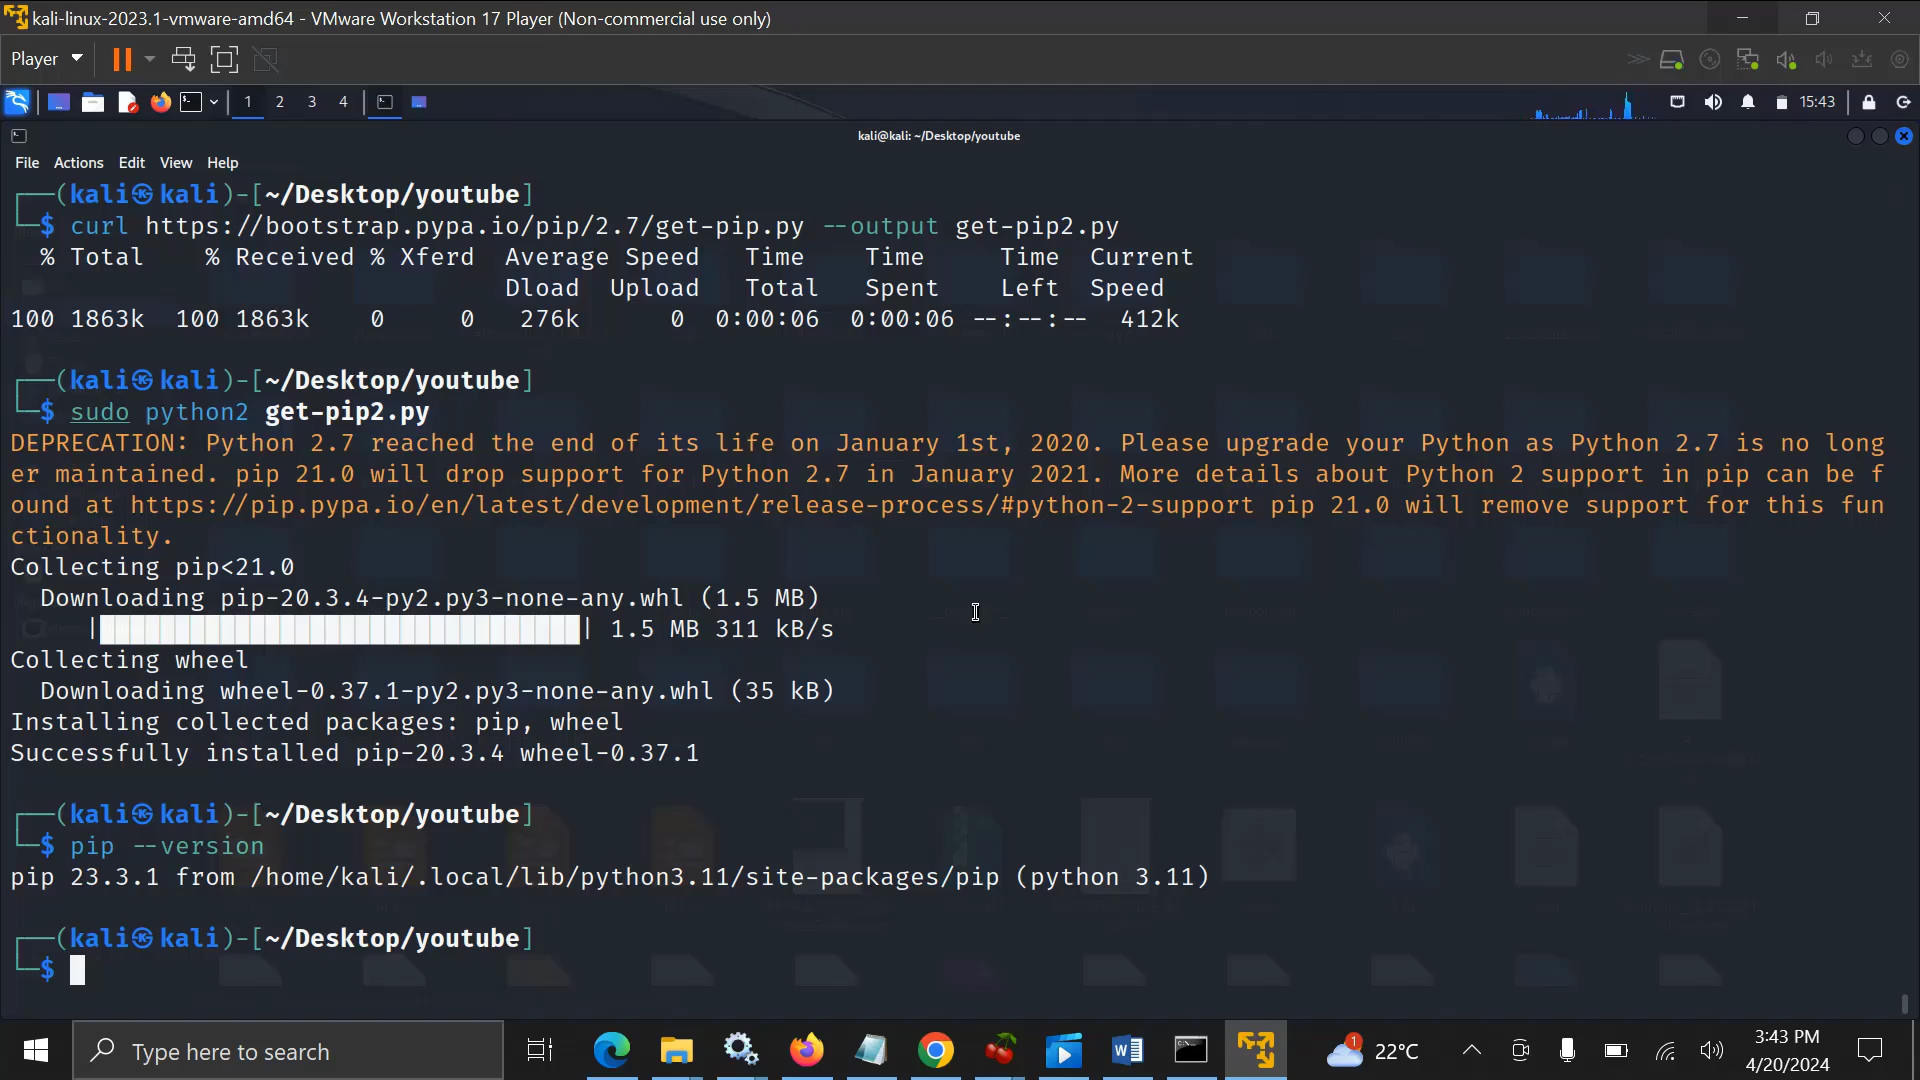 kali-linux-2023.1-vmware-amd64 - VMware Workstation 17 Player (Non-commercial use only)
Player
1 2 3 4
15:43
kali@kali: ~/Desktop/youtube
File Actions Edit View Help
┌──(kali㉿kali)-[~/Desktop/youtube]
└─$ curl https://bootstrap.pypa.io/pip/2.7/get-pip.py --output get-pip2.py
% Total % Received % Xferd Average Speed Time Time Time Current
Dload Upload Total Spent Left Speed
100 1863k 100 1863k 0 0 276k 0 0:00:06 0:00:06 --:--:-- 412k
┌──(kali㉿kali)-[~/Desktop/youtube]
└─$ sudo python2 get-pip2.py
DEPRECATION: Python 2.7 reached the end of its life on January 1st, 2020. Please upgrade your Python as Python 2.7 is no long
er maintained. pip 21.0 will drop support for Python 2.7 in January 2021. More details about Python 2 support in pip can be f
ound at https://pip.pypa.io/en/latest/development/release-process/#python-2-support pip 21.0 will remove support for this fun
ctionality.
Collecting pip<21.0
Downloading pip-20.3.4-py2.py3-none-any.whl (1.5 MB)
|████████████████████████████████| 1.5 MB 311 kB/s
Collecting wheel
Downloading wheel-0.37.1-py2.py3-none-any.whl (35 kB)
Installing collected packages: pip, wheel
Successfully installed pip-20.3.4 wheel-0.37.1
┌──(kali㉿kali)-[~/Desktop/youtube]
└─$ pip --version
pip 23.3.1 from /home/kali/.local/lib/python3.11/site-packages/pip (python 3.11)
┌──(kali㉿kali)-[~/Desktop/youtube]
└─$
Type here to search
1
22°C
3:43 PM
4/20/2024